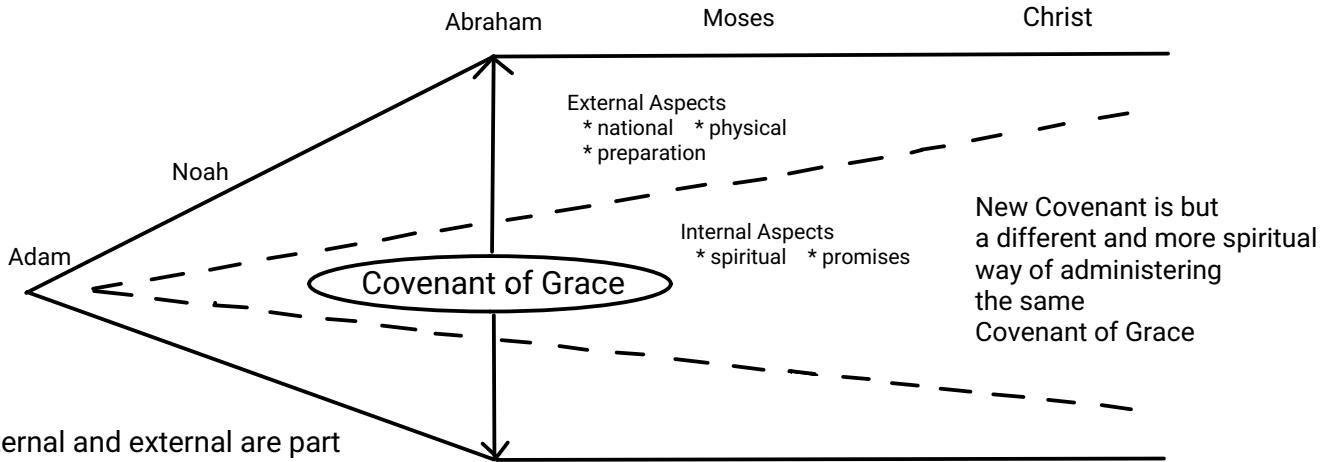 Abraham
Moses
Christ
External Aspects
* national * physical
* preparation
Noah
New Covenant is but
Internal Aspects
a different and more spiritual
* spiritual * promises
Adam
way of administering
Covenant of Grace
the same
Covenant of Grace
and external are part